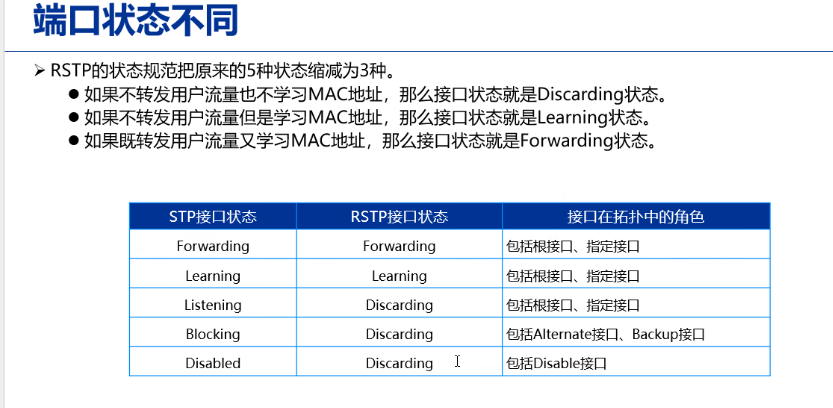 端口状态不同
➢ RSTP的状态规范把原来的5种状态缩减为3种。
● 如果不转发用户流量也不学习MAC地址，那么接口状态就是Discarding状态。
● 如果不转发用户流量但是学习MAC地址，那么接口状态就是Learning状态。
● 如果既转发用户流量又学习MAC地址，那么接口状态就是Forwarding状态。
STP接口状态 RSTP接口状态 接口在拓扑中的角色
Forwarding Forwarding 包括根接口、指定接口
Learning Learning 包括根接口、指定接口
Listening Discarding 包括根接口、指定接口
Blocking Discarding 包括Alternate接口、Backup接口
Disabled Discarding 包括Disable接口